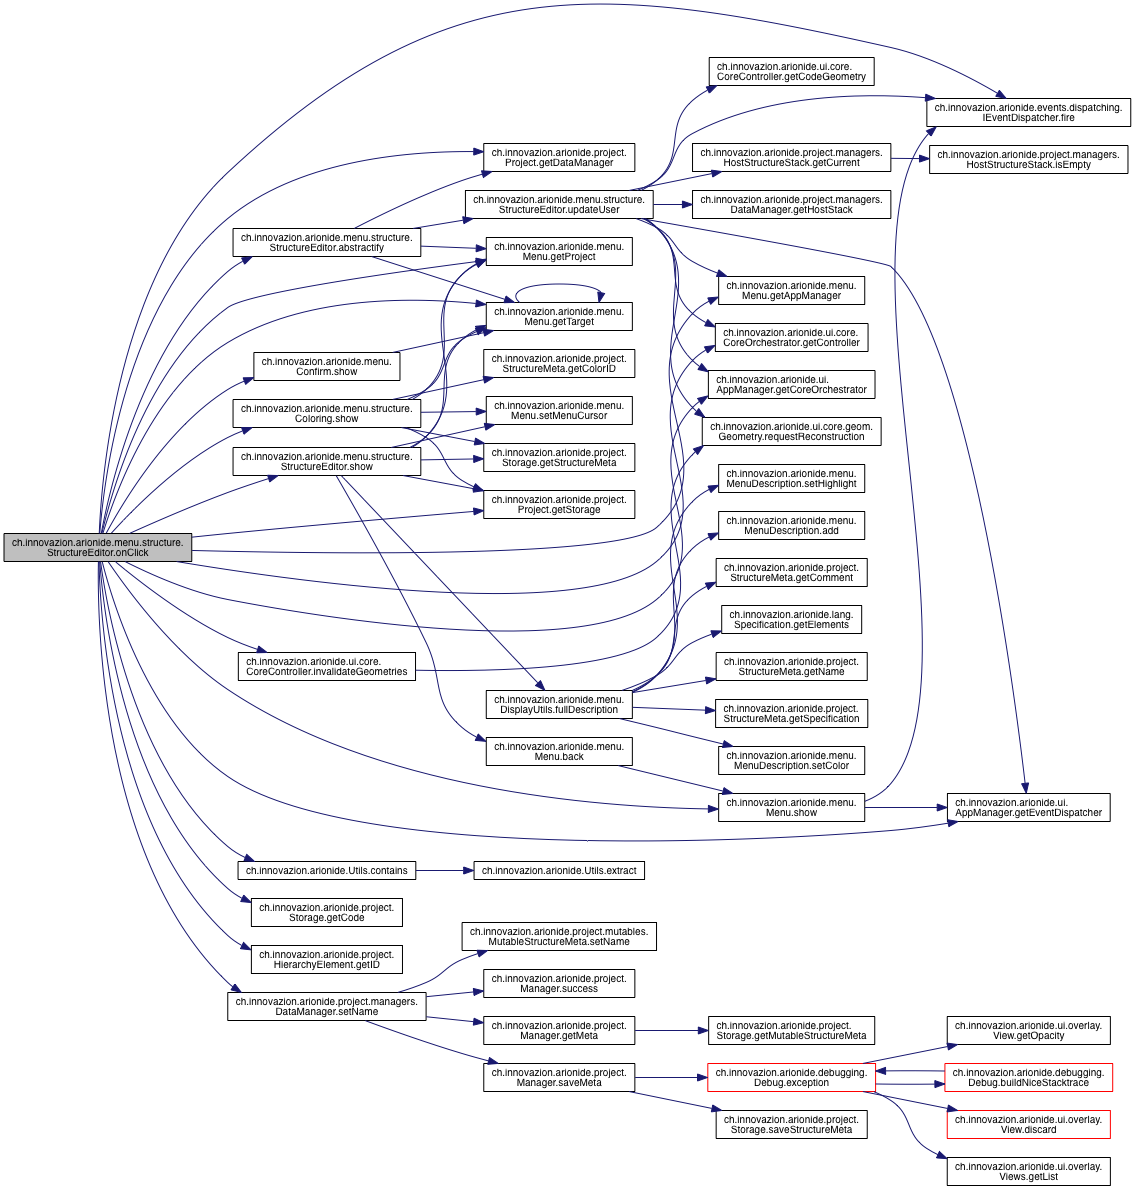 ch.innovazion.arionide.menu.structure.
StructureEditor.onClick
ch.innovazion.arionide.menu.structure.
StructureEditor.abstractify
ch.innovazion.arionide.menu.
Confirm.show
ch.innovazion.arionide.menu.structure.
Coloring.show
ch.innovazion.arionide.menu.structure.
StructureEditor.show
ch.innovazion.arionide.ui.core.
CoreController.invalidateGeometries
ch.innovazion.arionide.Utils.contains
ch.innovazion.arionide.project.
Storage.getCode
ch.innovazion.arionide.project.
HierarchyElement.getID
ch.innovazion.arionide.project.managers.
DataManager.setName
ch.innovazion.arionide.project.
Project.getDataManager
ch.innovazion.arionide.menu.structure.
StructureEditor.updateUser
ch.innovazion.arionide.menu.
Menu.getProject
ch.innovazion.arionide.menu.
Menu.getTarget
ch.innovazion.arionide.project.
StructureMeta.getColorID
ch.innovazion.arionide.menu.
Menu.setMenuCursor
ch.innovazion.arionide.project.
Storage.getStructureMeta
ch.innovazion.arionide.project.
Project.getStorage
ch.innovazion.arionide.menu.
DisplayUtils.fullDescription
ch.innovazion.arionide.menu.
Menu.back
ch.innovazion.arionide.Utils.extract
ch.innovazion.arionide.project.mutables.
MutableStructureMeta.setName
ch.innovazion.arionide.project.
Manager.success
ch.innovazion.arionide.project.
Manager.getMeta
ch.innovazion.arionide.project.
Manager.saveMeta
ch.innovazion.arionide.ui.core.
CoreController.getCodeGeometry
ch.innovazion.arionide.project.managers.
HostStructureStack.getCurrent
ch.innovazion.arionide.project.managers.
DataManager.getHostStack
ch.innovazion.arionide.menu.
Menu.getAppManager
ch.innovazion.arionide.ui.core.
CoreOrchestrator.getController
ch.innovazion.arionide.ui.
AppManager.getCoreOrchestrator
ch.innovazion.arionide.ui.core.geom.
Geometry.requestReconstruction
ch.innovazion.arionide.menu.
MenuDescription.setHighlight
ch.innovazion.arionide.menu.
MenuDescription.add
ch.innovazion.arionide.project.
StructureMeta.getComment
ch.innovazion.arionide.lang.
Specification.getElements
ch.innovazion.arionide.project.
StructureMeta.getName
ch.innovazion.arionide.project.
StructureMeta.getSpecification
ch.innovazion.arionide.menu.
MenuDescription.setColor
ch.innovazion.arionide.menu.
Menu.show
ch.innovazion.arionide.project.
Storage.getMutableStructureMeta
ch.innovazion.arionide.debugging.
Debug.exception
ch.innovazion.arionide.project.
Storage.saveStructureMeta
ch.innovazion.arionide.events.dispatching.
IEventDispatcher.fire
ch.innovazion.arionide.project.managers.
HostStructureStack.isEmpty
ch.innovazion.arionide.ui.
AppManager.getEventDispatcher
ch.innovazion.arionide.ui.overlay.
View.getOpacity
ch.innovazion.arionide.debugging.
Debug.buildNiceStacktrace
ch.innovazion.arionide.ui.overlay.
View.discard
ch.innovazion.arionide.ui.overlay.
Views.getList